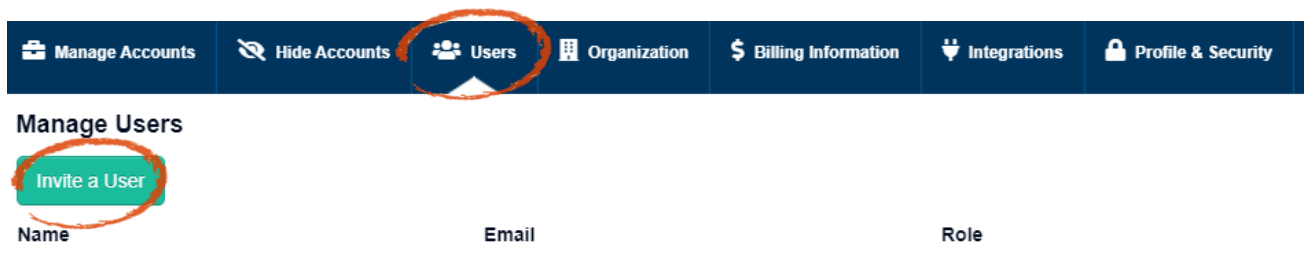 Manage Accounts Hide Accounts Users Organization $ Billing Information Integrations Profile & Security
Manage Users
Invite a User
Name Email Role